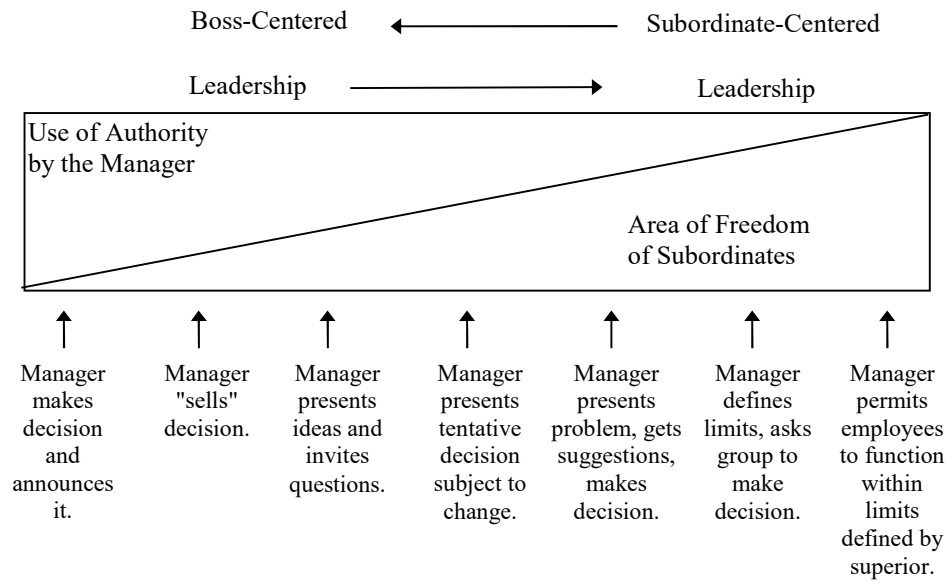 Boss-Centered
Subordinate-Centered
Leadership
Leadership
Use of Authority
by the Manager
Area of Freedom
of Subordinates
Manager
makes
decision
and
announces
it.
Manager
"sells"
decision.
Manager
presents
ideas and
invites
questions.
Manager
presents
tentative
decision
subject to
change.
Manager
presents
problem, gets
suggestions,
makes
decision.
Manager
defines
limits, asks
group to
make
decision.
Manager
permits
employees
to function
within
limits
defined by
superior.